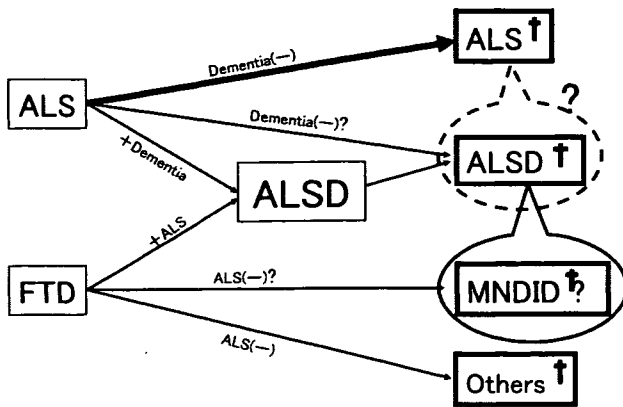 ALS†
Dementia(—)
?
ALS
Dementia(—)?
+Dementia
ALSD†
ALSD
+ALS
FTD
ALS(—)?
MNDID†?
ALS(—)
Others†